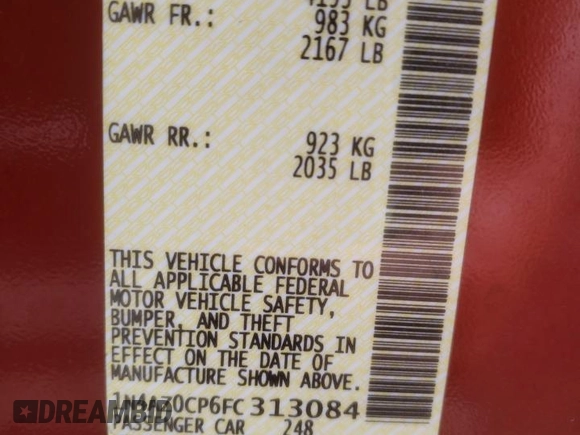 GAWR FR.: 983 KG
2167 LB
GAWR RR.: 923 KG
2035 LB
THIS VEHICLE CONFORMS TO
ALL APPLICABLE FEDERAL
MOTOR VEHICLE SAFETY,
BUMPER, AND THEFT
PREVENTION STANDARDS IN
EFFECT ON THE DATE OF
MANUFACTURE SHOWN ABOVE.
313084
PASSENGER CAR 248
DREAMBID